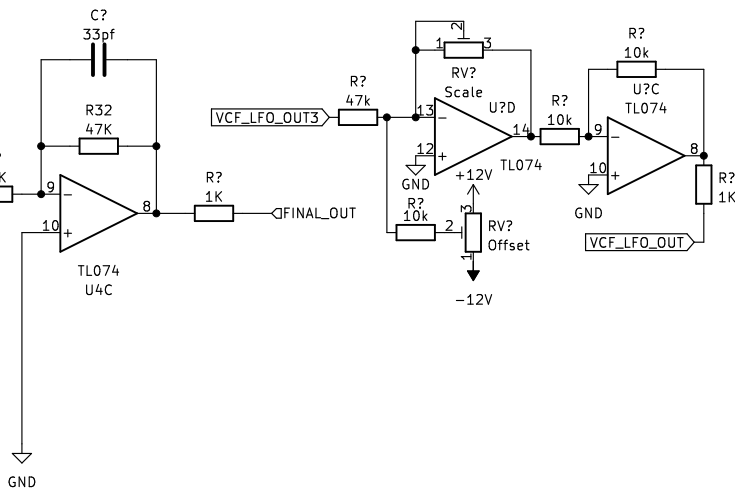 C?
33pf
R32
47K
?
K
9
−
10
+
8
TL074
U4C
GND
R?
1K
FINAL_OUT
VCF_LFO_OUT3
R?
47k
2
1
3
RV?
Scale
13
−
12
+
14
U?D
TL074
GND
+12V
R?
10k
2
3
1
RV?
Offset
−12V
R?
10k
R?
10k
U?C
TL074
9
−
10
+
8
GND
R?
1K
VCF_LFO_OUT